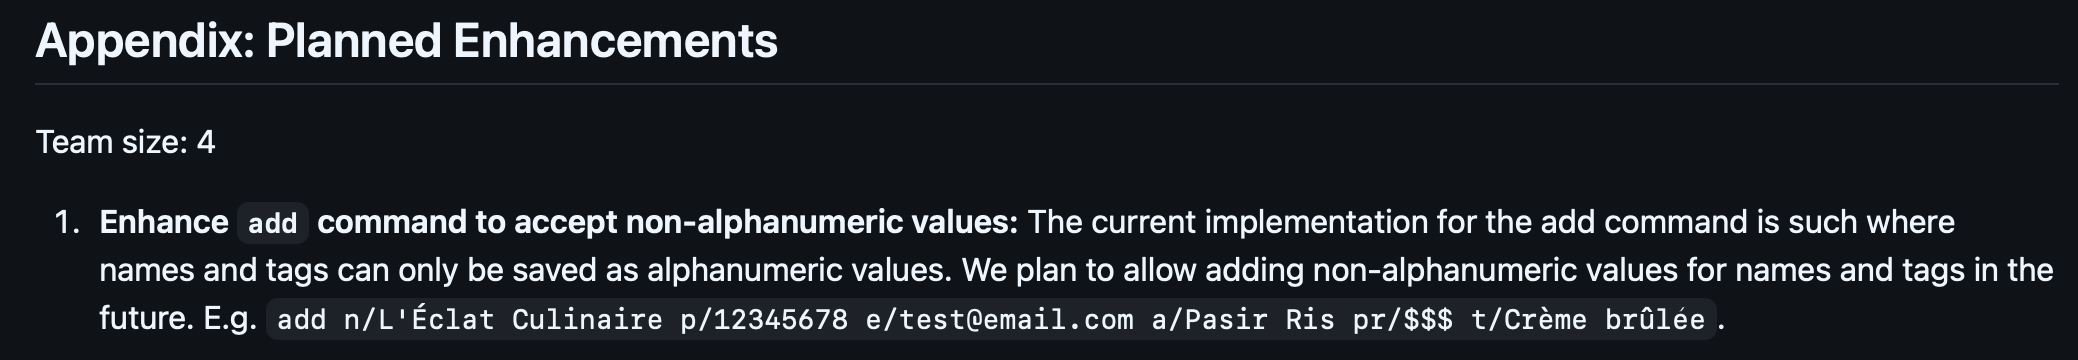 Appendix: Planned Enhancements
Team size: 4
1. Enhance add command to accept non-alphanumeric values: The current implementation for the add command is such where
names and tags can only be saved as alphanumeric values. We plan to allow adding non-alphanumeric values for names and tags in the
future. E.g. add n/L'Éclat Culinaire p/12345678 e/test@email.com a/Pasir Ris pr/$$$ t/Crème brûlée.